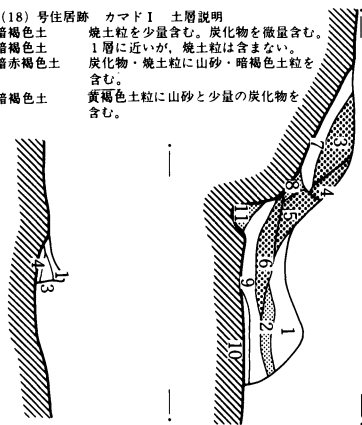 (18)号住居跡 カマドⅠ 土層説明
暗褐色土 焼土粒を少量含む。炭化物を微量含む。
暗褐色土 1層に近いが,焼土粒は含まない。
暗赤褐色土 炭化物・焼土粒に山砂・暗褐色土粒を
含む。
暗褐色土 黄褐色土粒に山砂と少量の炭化物を
含む。
3
7
4
8
5
11
6
9
2
1
10
1
4
3